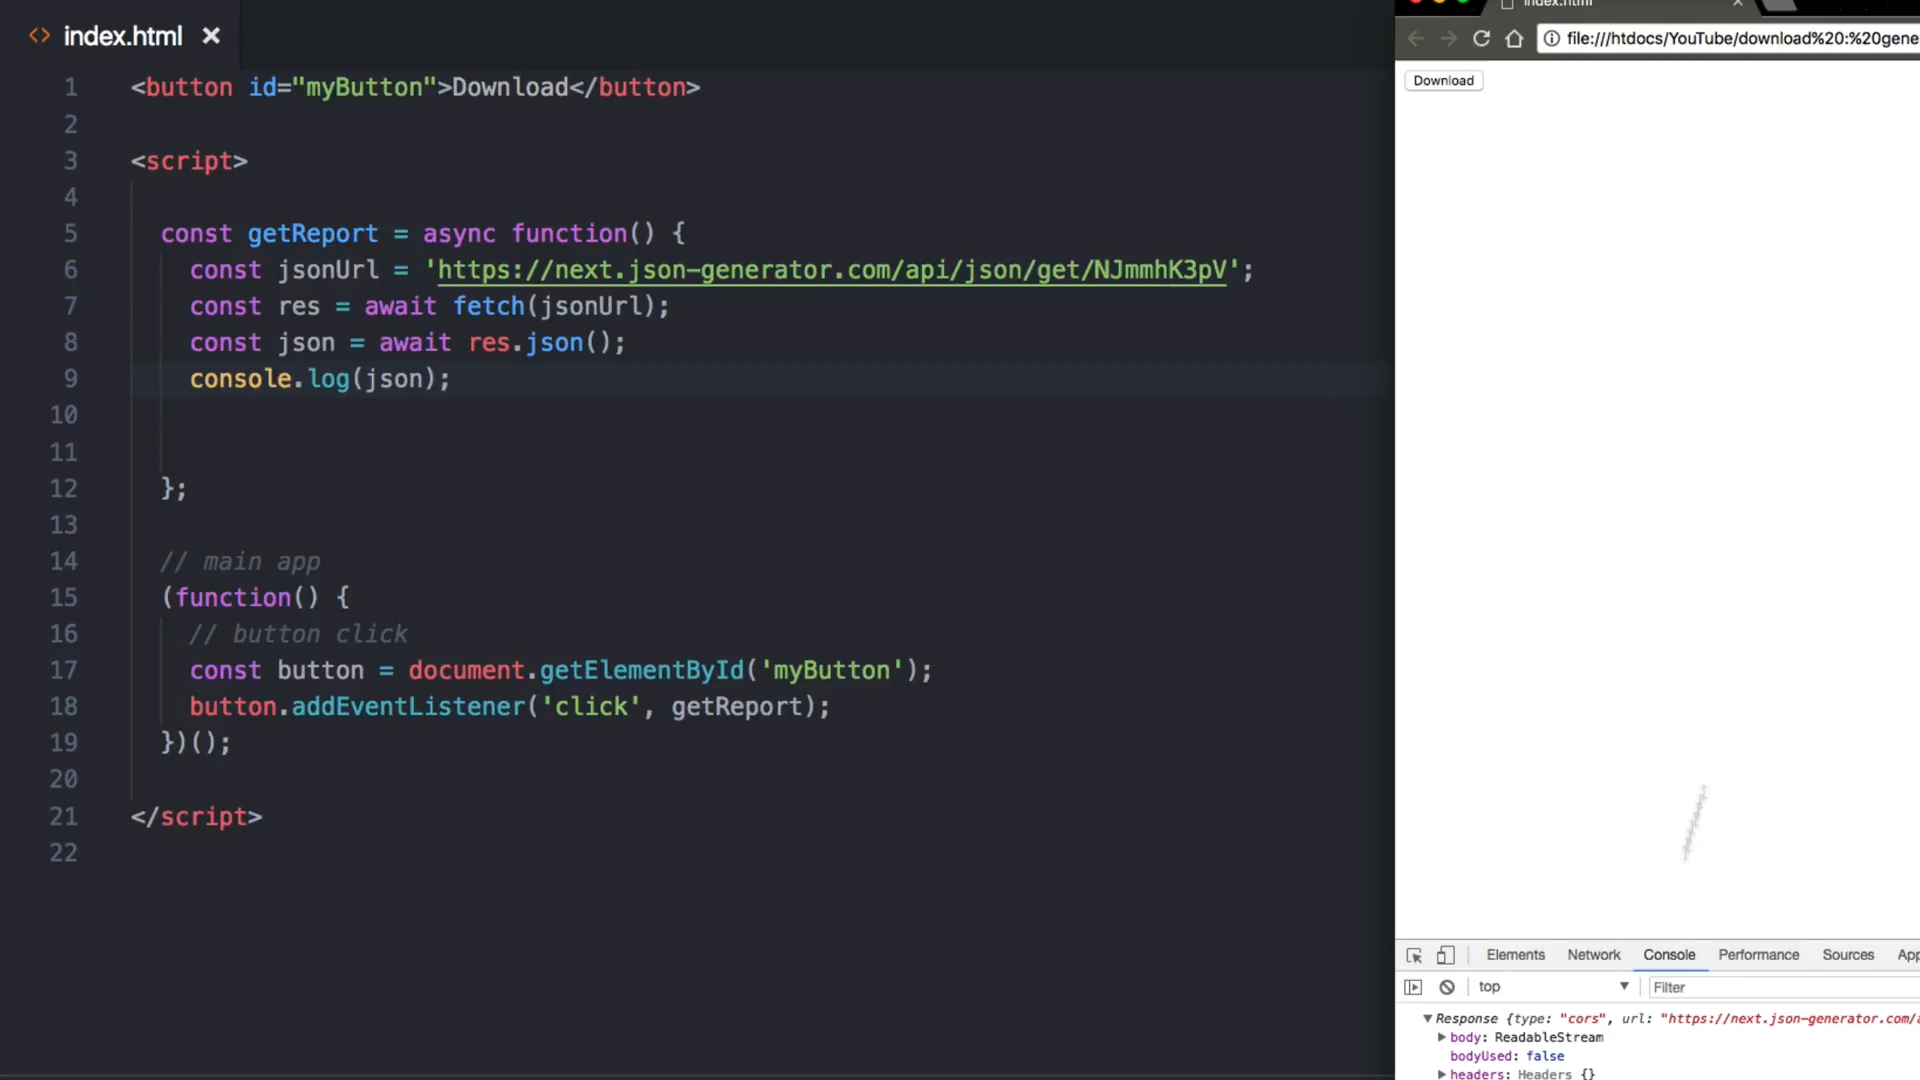 <> index.html ×
1 <button id="myButton">Download</button>
2
3 <script>
4
5 const getReport = async function() {
6 const jsonUrl = 'https://next.json-generator.com/api/json/get/NJmmhK3pV';
7 const res = await fetch(jsonUrl);
8 const json = await res.json();
9 console.log(json);
10
11
12 };
13
14 // main app
15 (function() {
16 // button click
17 const button = document.getElementById('myButton');
18 button.addEventListener('click', getReport);
19 })();
20
21 </script>
22
index.html
file:///htdocs/YouTube/download%20:%20gene
Download
Elements Network Console Performance Sources App
top Filter
Response {type: "cors", url: "https://next.json-generator.com/a
body: ReadableStream
bodyUsed: false
headers: Headers {}